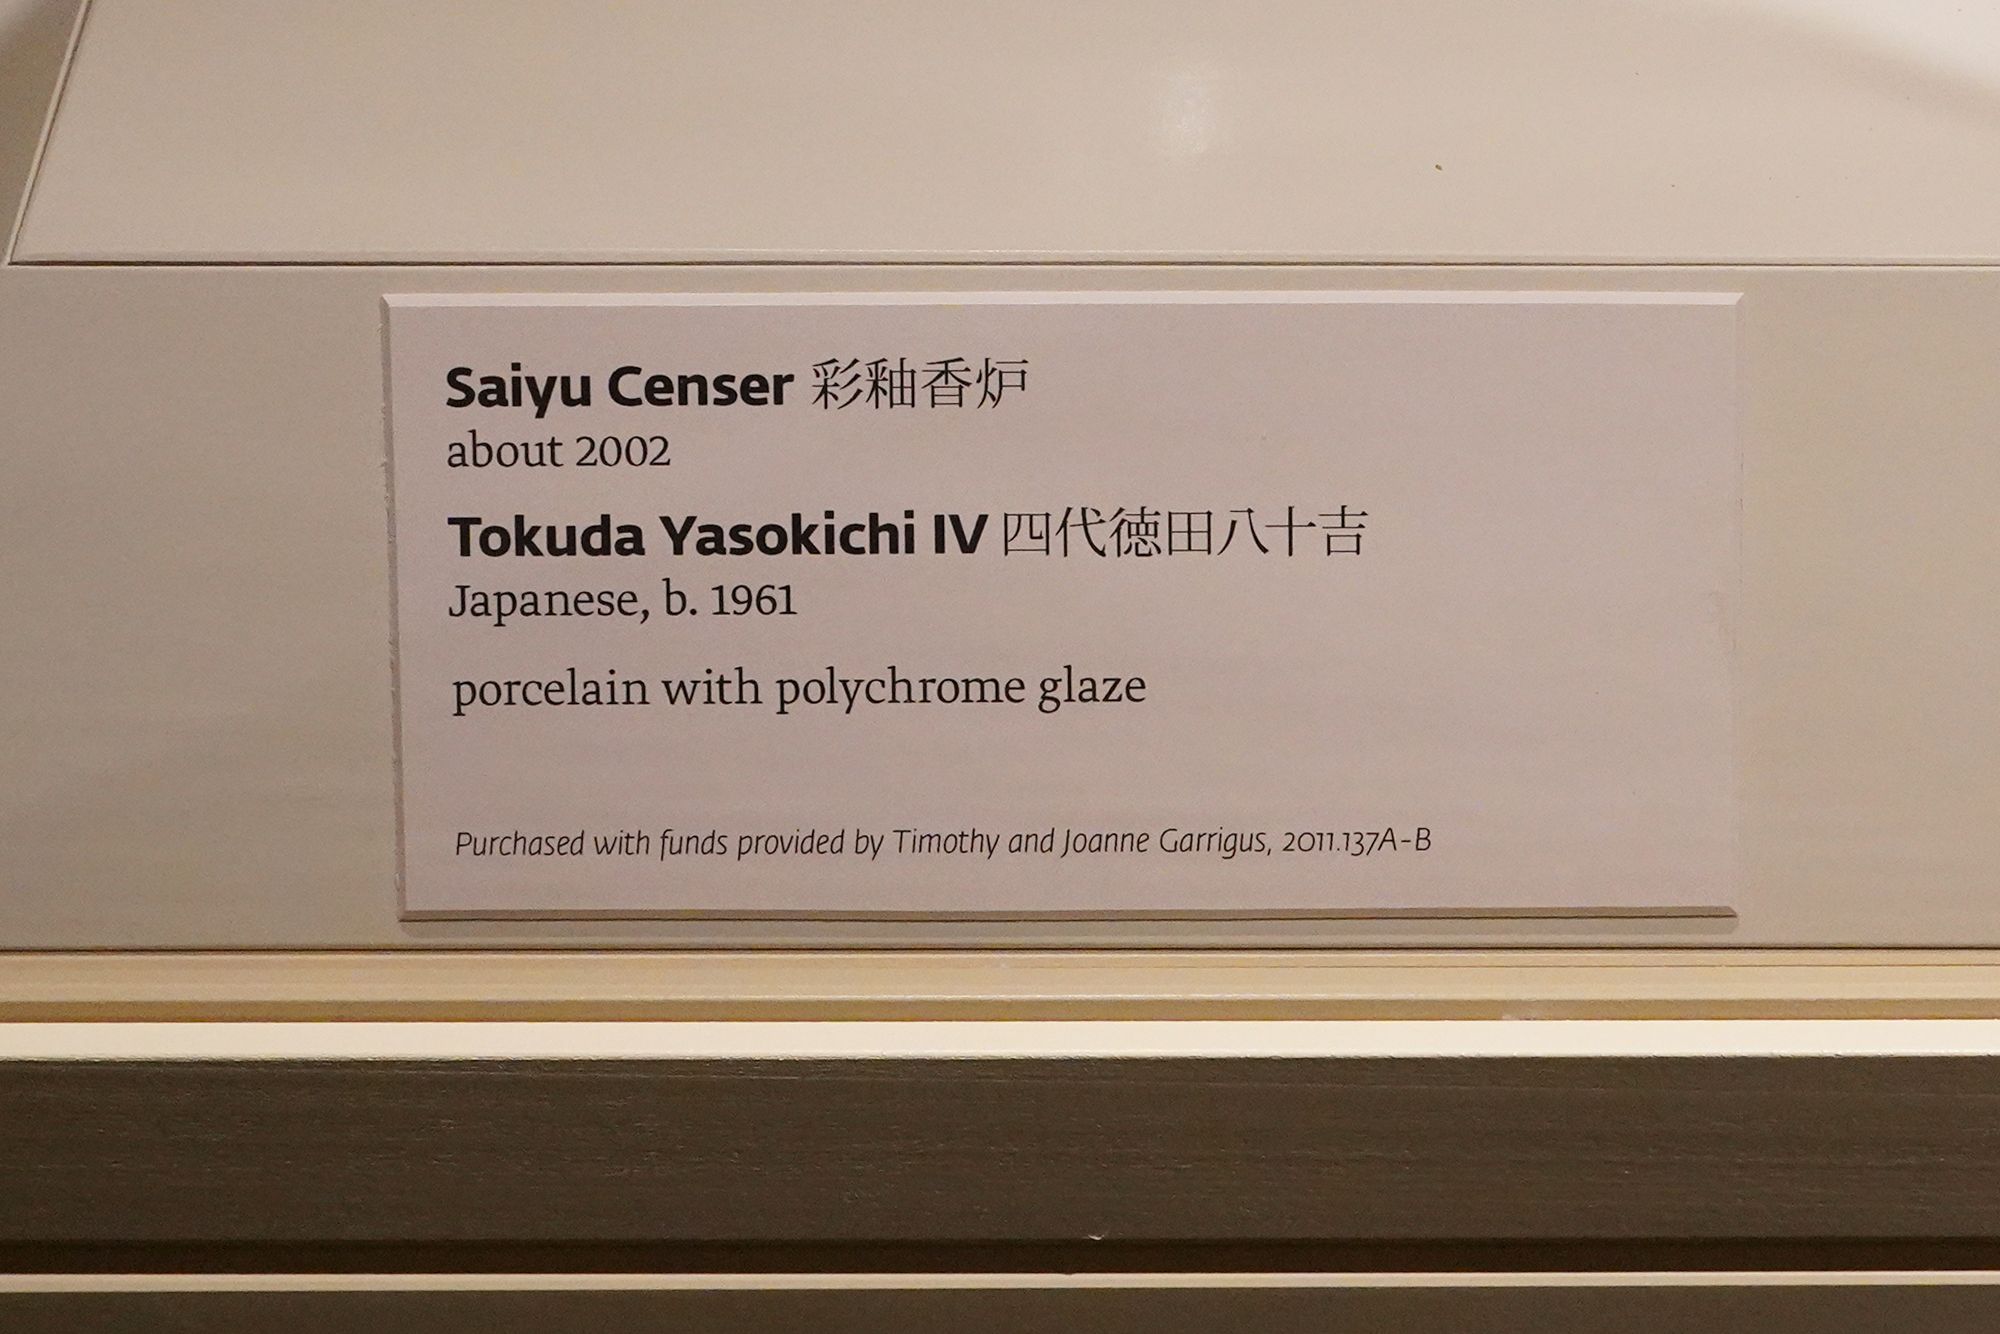 Saiyu Censer 彩釉香炉
about 2002
Tokuda Yasokichi IV 四代徳田八十吉
Japanese, b. 1961
porcelain with polychrome glaze
Purchased with funds provided by Timothy and Joanne Garrigus, 2011.137A-B